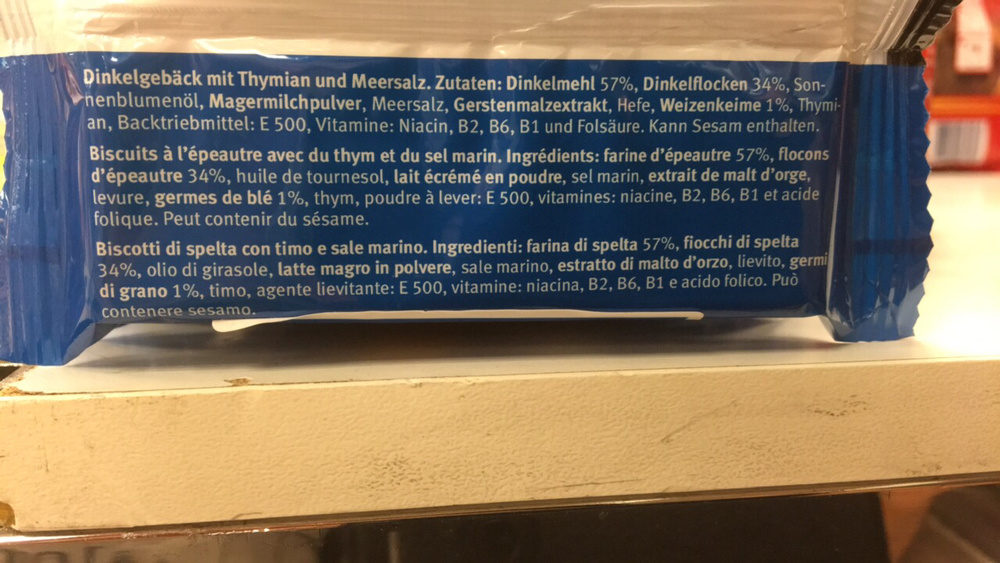 Dinkelgebäck mit Thymian und Meersalz. Zutaten: Dinkelmehl 57%, Dinkelflocken 34%, Son-
nenblumenöl, Magermilchpulver, Meersalz, Gerstenmalzextrakt, Hefe, Weizenkeime 1%, Thymi-
an, Backtriebmittel: E 500, Vitamine: Niacin, B2, B6, B1 und Folsäure. Kann Sesam enthalten.
Biscuits à l'épeautre avec du thym et du sel marin. Ingrédients: farine d'épeautre 57%, flocons
d'épeautre 34%, huile de tournesol, lait écrémé en poudre, sel marin, extrait de malt d'orge,
levure, germes de blé 1%, thym, poudre à lever: E 500, vitamines: niacine, B2, B6, B1 et acide
folique. Peut contenir du sésame.
Biscotti di spelta con timo e sale marino. Ingredienti: farina di spelta 57%, fiocchi di spelta
34%, olio di girasole, latte magro in polvere, sale marino, estratto di malto d'orzo, lievito, germi
di grano 1%, timo, agente lievitante: E 500, vitamine: niacina, B2, B6, B1 e acido folico. Può
contenere sesamo.